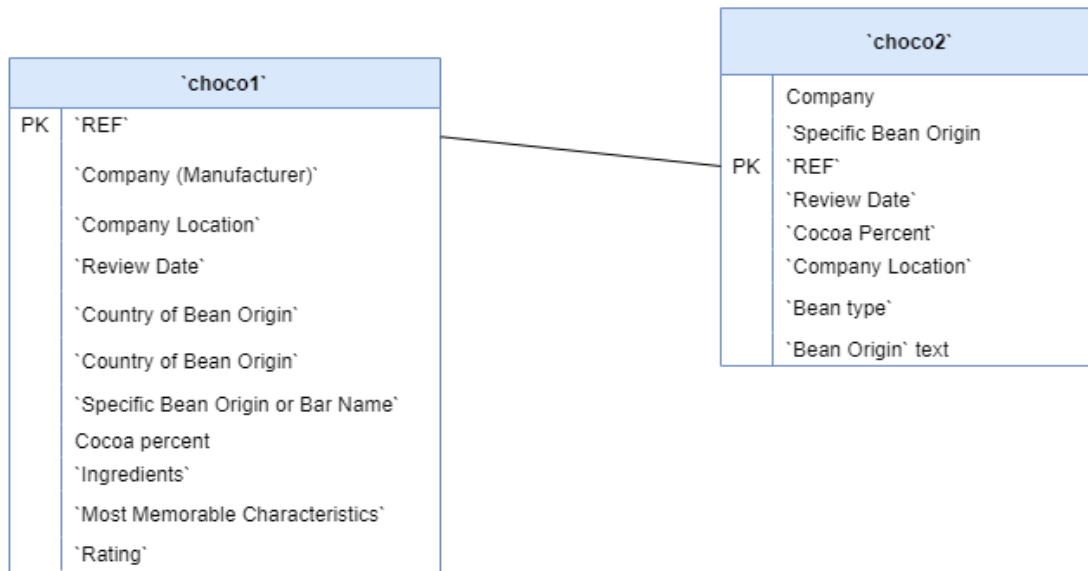 `choco1`
PK `REF`
`Company (Manufacturer)`
`Company Location`
`Review Date`
`Country of Bean Origin`
`Country of Bean Origin`
`Specific Bean Origin or Bar Name`
Cocoa percent
`Ingredients`
`Most Memorable Characteristics`
`Rating`
`choco2`
Company
`Specific Bean Origin
PK `REF`
`Review Date`
`Cocoa Percent`
`Company Location`
`Bean type`
`Bean Origin` text